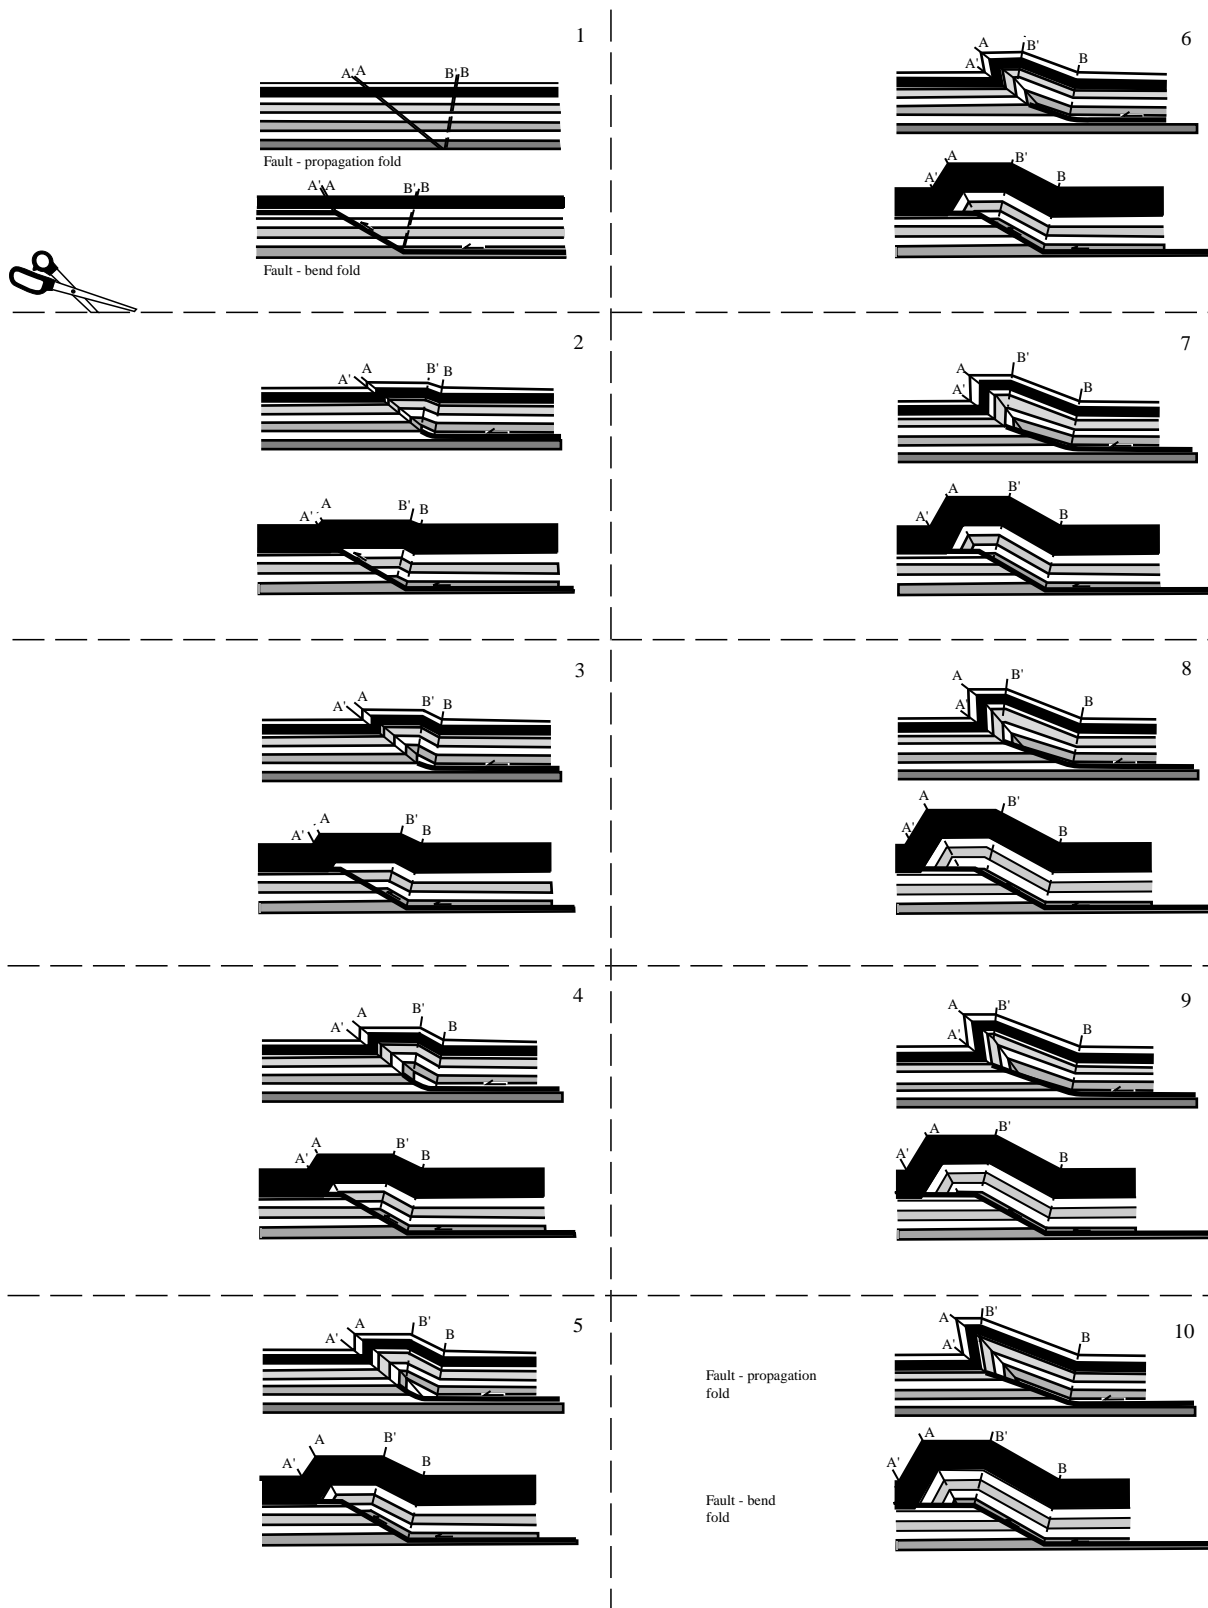 1
A' A B' B
Fault - propagation fold
A' A B' B
Fault - bend fold
2
A' A B' B
A' A B' B
3
A' A B' B
A' A B' B
4
A' A B' B
A' A B' B
5
A' A B' B
A' A B' B
6
A' A B' B
A' A B' B
7
A' A B' B
A' A B' B
8
A' A B' B
A' A B' B
9
A' A B' B
A' A B' B
10
A' A B' B
Fault - propagation
fold
A' A B' B
Fault - bend
fold